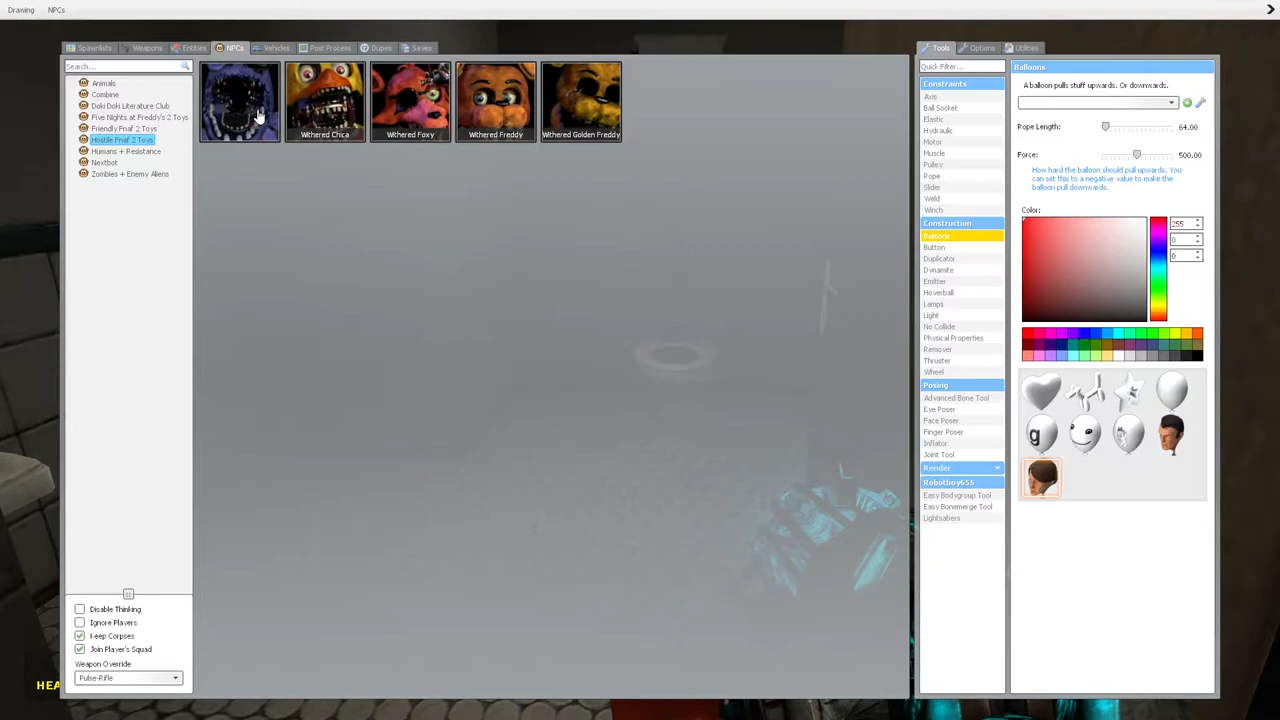 Drawing NPCs
Spawnlists Weapons Entities NPCs Vehicles Post Process Dupes Saves
Search...
Animals
Combine
Doki Doki Literature Club
Five Nights at Freddy's 2 Toys
Friendly Fnaf 2 Toys
Hostile Fnaf 2 Toys
Humans + Resistance
Nextbot
Zombies + Enemy Aliens
Withered Chica
Withered Foxy
Withered Freddy
Withered Golden Freddy
Disable Thinking
Ignore Players
Keep Corpses
Join Player's Squad
Weapon Override
Pulse-Rifle
HEA
Tools Options Utilities
Quick Filter...
Constraints
Axis
Ball Socket
Elastic
Hydraulic
Motor
Muscle
Pulley
Rope
Slider
Weld
Winch
Construction
Balloons
Button
Duplicator
Dynamite
Emitter
Hoverball
Lamps
Light
No Collide
Physical Properties
Remover
Thruster
Wheel
Posing
Advanced Bone Tool
Eye Poser
Face Poser
Finger Poser
Inflator
Joint Tool
Render
Robotboy655
Easy Bodygroup Tool
Easy Bonemerge Tool
Lightsabers
Balloons
A balloon pulls stuff upwards. Or downwards.
Rope Length: 64.00
Force: 500.00
How hard the balloon should pull upwards. You
can set this to a negative value to make the
balloon pull downwards.
Color:
255
0
0
g